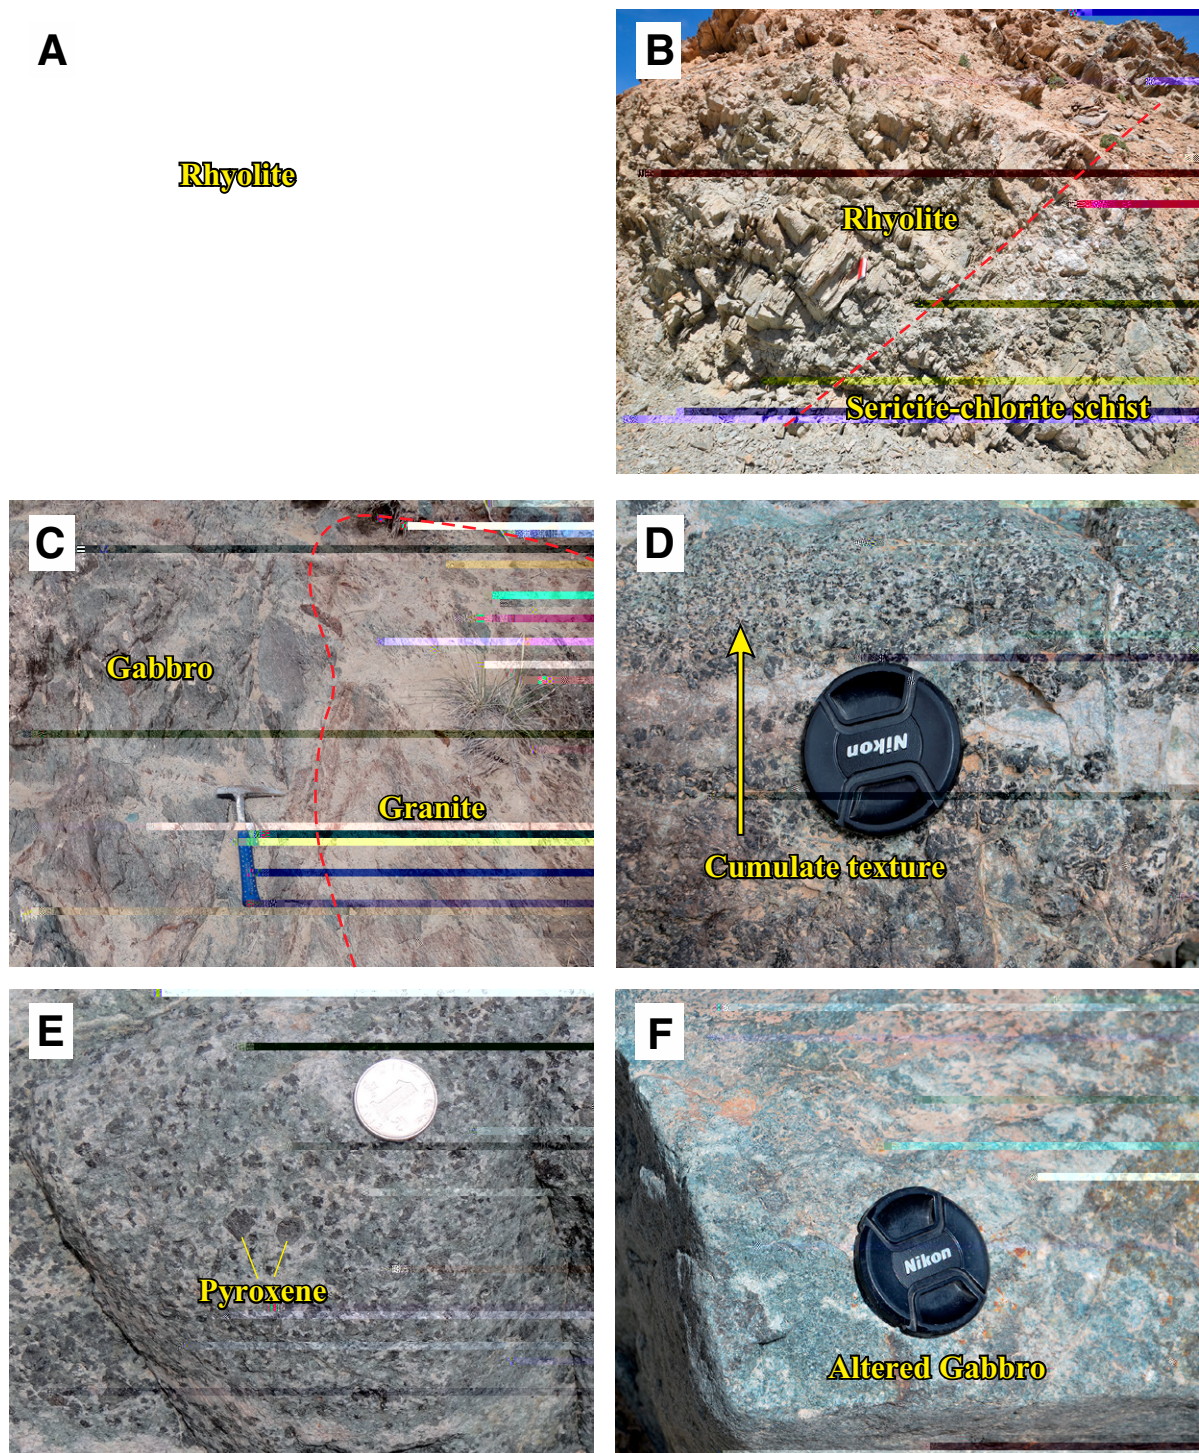 A
Rhyolite
B
Rhyolite
Sericite-chlorite schist
C
Gabbro
Granite
D
Nikon
Cumulate texture
E
Pyroxene
F
Nikon
Altered Gabbro